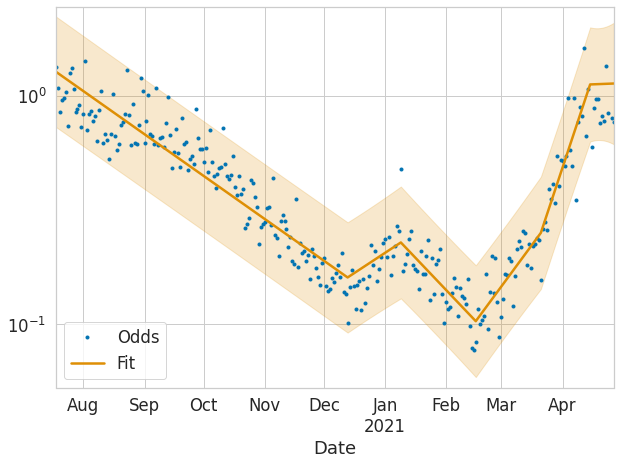 10⁰
10⁻¹
Odds
Fit
Aug Sep Oct Nov Dec Jan Feb Mar Apr
2021
Date